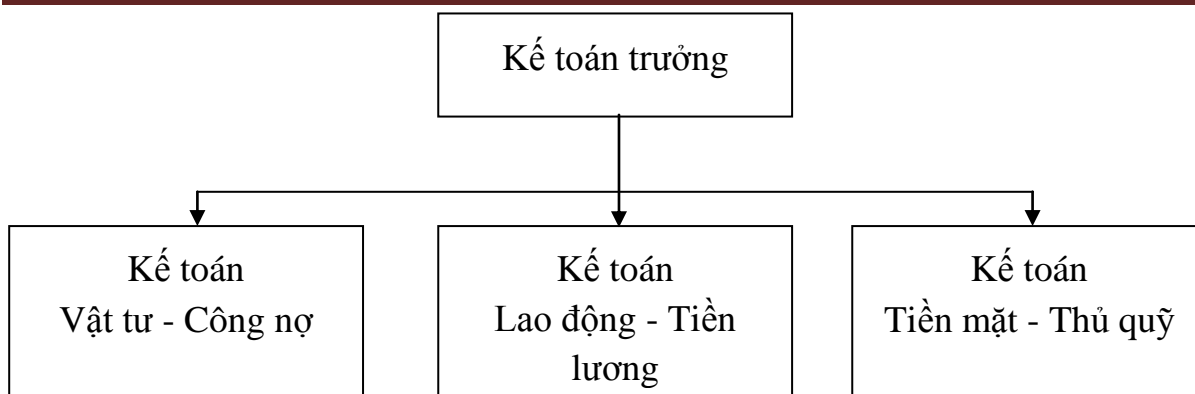 Kế toán trưởng
Kế toán
Vật tư - Công nợ
Kế toán
Lao động - Tiền
lương
Kế toán
Tiền mặt - Thủ quỹ